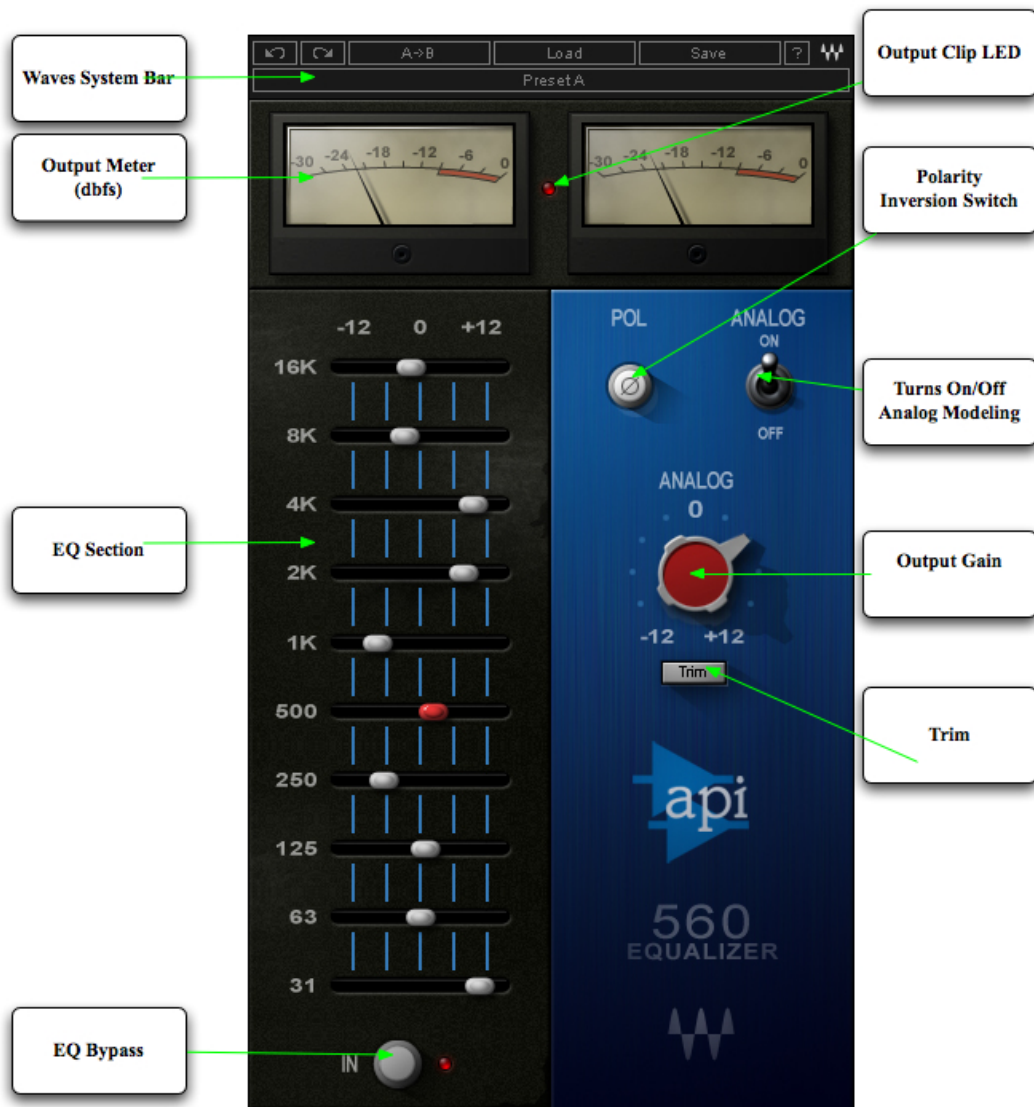 Waves System Bar
Output Meter
(dbfs)
EQ Section
EQ Bypass
A->B
Load
Save
?
Preset A
-30 -24 -18 -12 -6 0
-30 -24 -18 -12 -6 0
-12 0 +12
16K
8K
4K
2K
1K
500
250
125
63
31
IN
POL
ANALOG
ON
OFF
ANALOG
0
-12 +12
Trim
api
560
EQUALIZER
Output Clip LED
Polarity
Inversion Switch
Turns On/Off
Analog Modeling
Output Gain
Trim